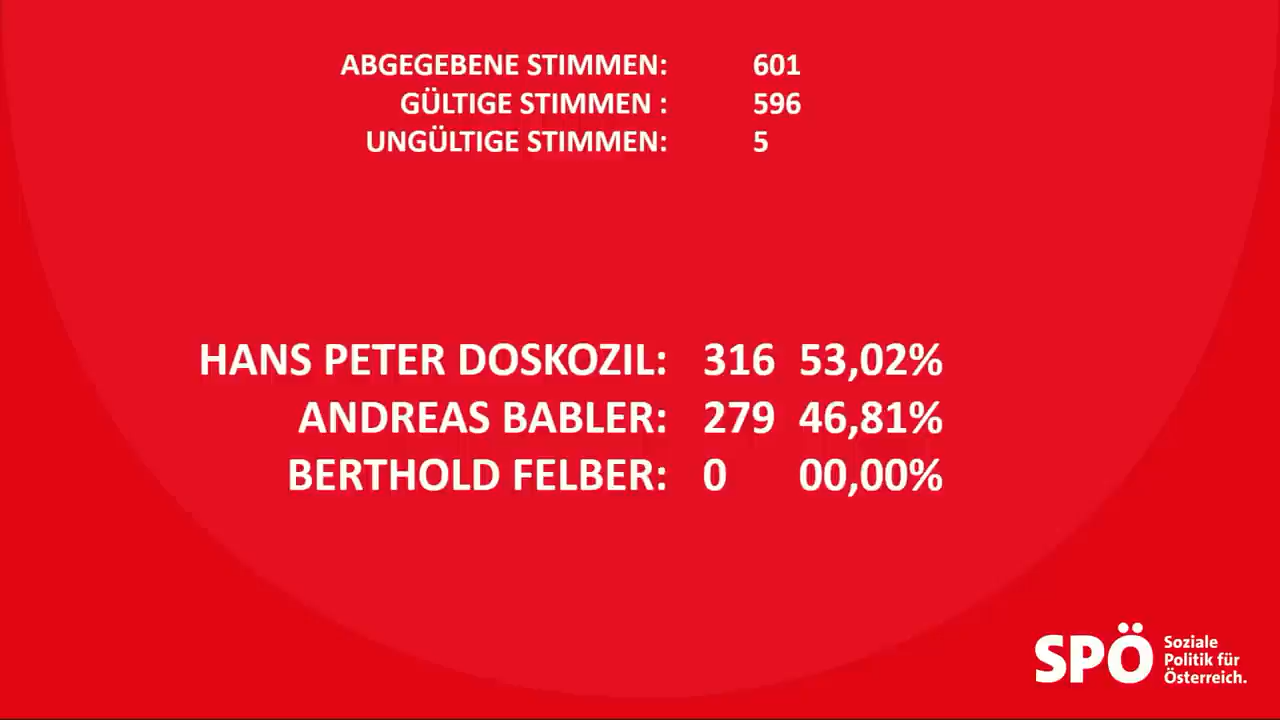 ABGEGEBENE STIMMEN: 601
GÜLTIGE STIMMEN : 596
UNGÜLTIGE STIMMEN: 5
HANS PETER DOSKOZIL: 316 53,02%
ANDREAS BABLER: 279 46,81%
BERTHOLD FELBER: 0 00,00%
SPÖ
Soziale
Politik für
Österreich.